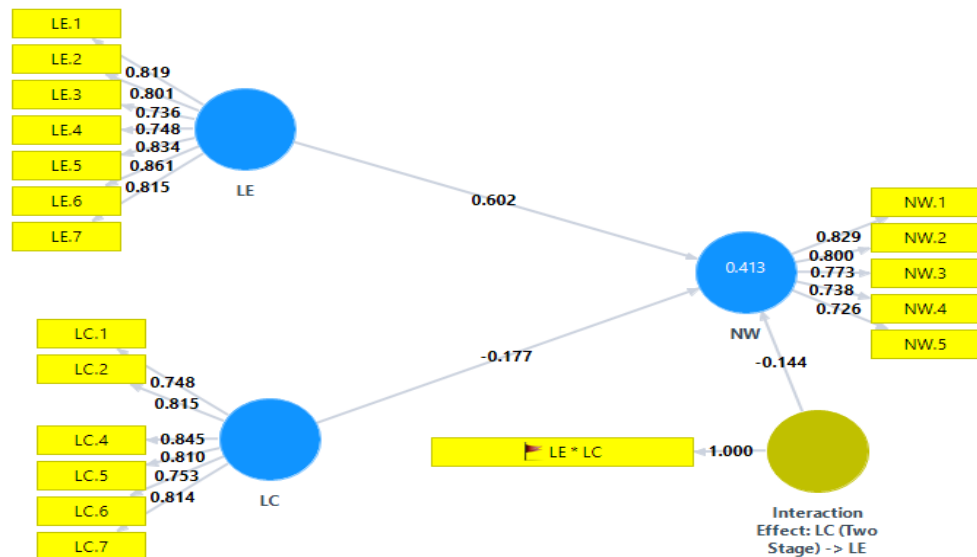 LE.1
LE.2
LE.3
LE.4
LE.5
LE.6
LE.7
0.819
0.801
0.736
0.748
0.834
0.861
0.815
LE
0.602
NW.1
NW.2
NW.3
NW.4
NW.5
0.829
0.800
0.773
0.738
0.726
0.413
NW
LC.1
LC.2
LC.4
LC.5
LC.6
LC.7
0.748
0.815
0.845
0.810
0.753
0.814
LC
-0.177
-0.144
LE * LC
1.000
Interaction
Effect: LC (Two
Stage) -> LE